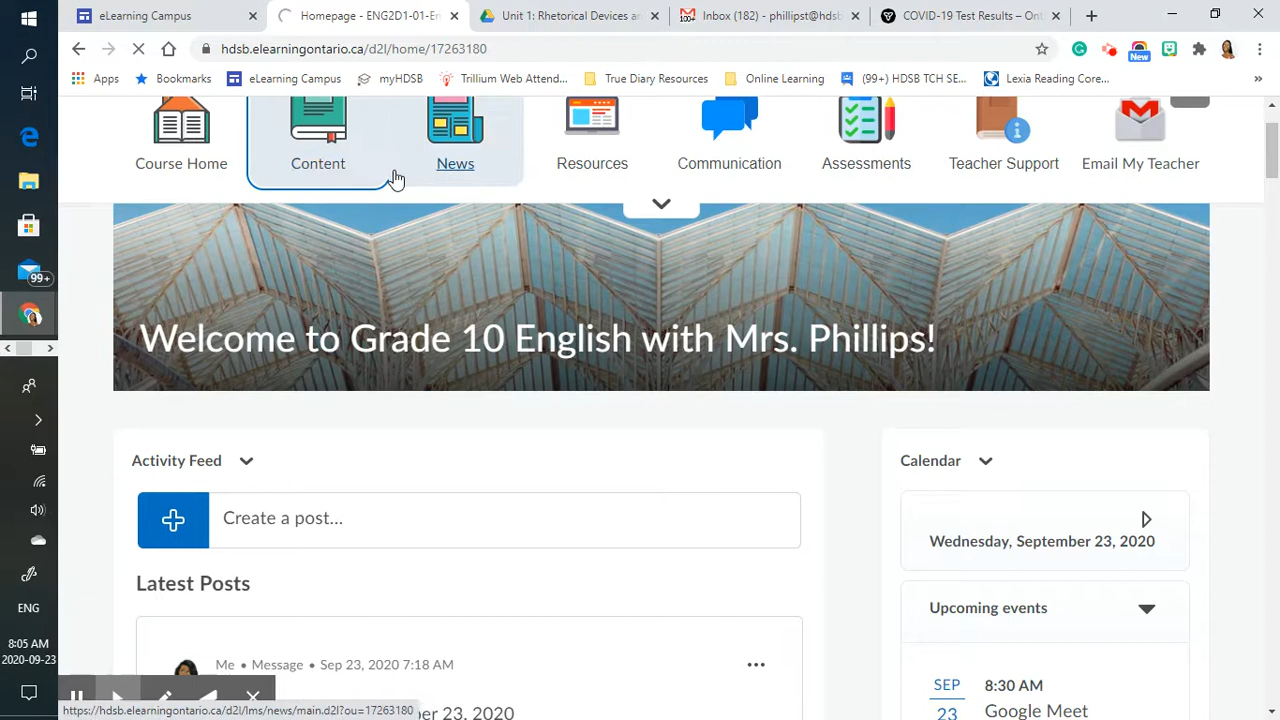 eLearning Campus
Homepage - ENG2D1-01-En
Unit 1: Rhetorical Devices a
Inbox (182) - phillipst@hdsb
COVID-19 Test Results – Ont
hdsb.elearningontario.ca/d2l/home/17263180
New
Apps
Bookmarks
eLearning Campus
myHDSB
Trillium Web Attend...
True Diary Resources
Online Learning
(99+) HDSB TCH SE...
Lexia Reading Core...
»
Course Home
Content
News
Resources
Communication
Assessments
Teacher Support
Email My Teacher
Welcome to Grade 10 English with Mrs. Phillips!
Activity Feed
Calendar
Create a post...
Wednesday, September 23, 2020
Latest Posts
Upcoming events
Me • Message • Sep 23, 2020 7:18 AM
SEP
8:30 AM
23
Google Meet
er 23, 2020
https://hdsb.elearningontario.ca/d2l/lms/news/main.d2l?ou=17263180
99+
ENG
8:05 AM
2020-09-23
100+